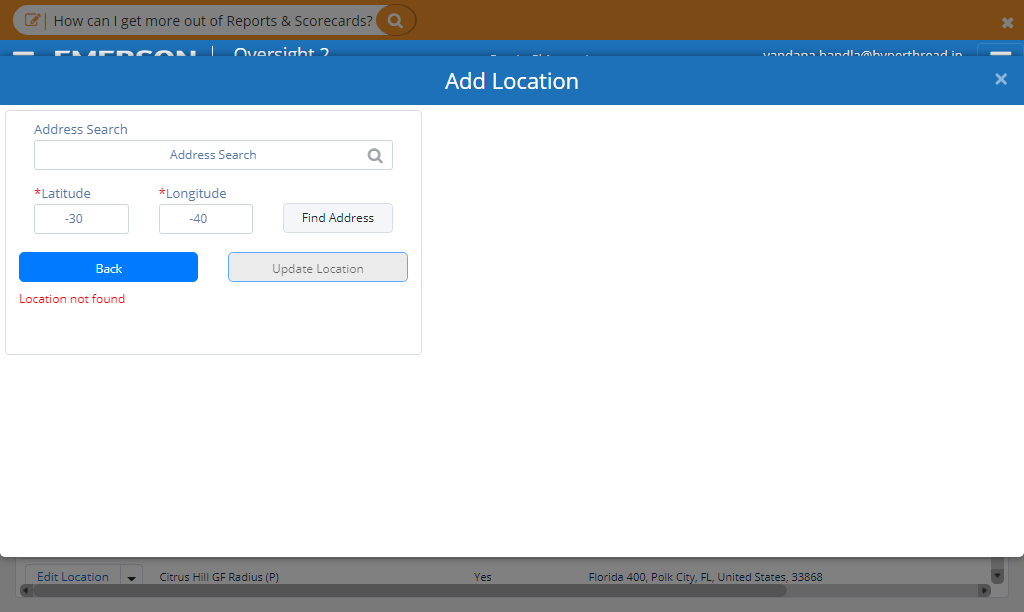 How can I get more out of Reports & Scorecards?
EMERSON
Oversight 2
vandana.bandla@hyperthread.in
Add Location
Address Search
Address Search
*Latitude *Longitude
-30 -40 Find Address
Back Update Location
Location not found
Edit Location Citrus Hill GF Radius (P) Yes Florida 400, Polk City, FL, United States, 33868